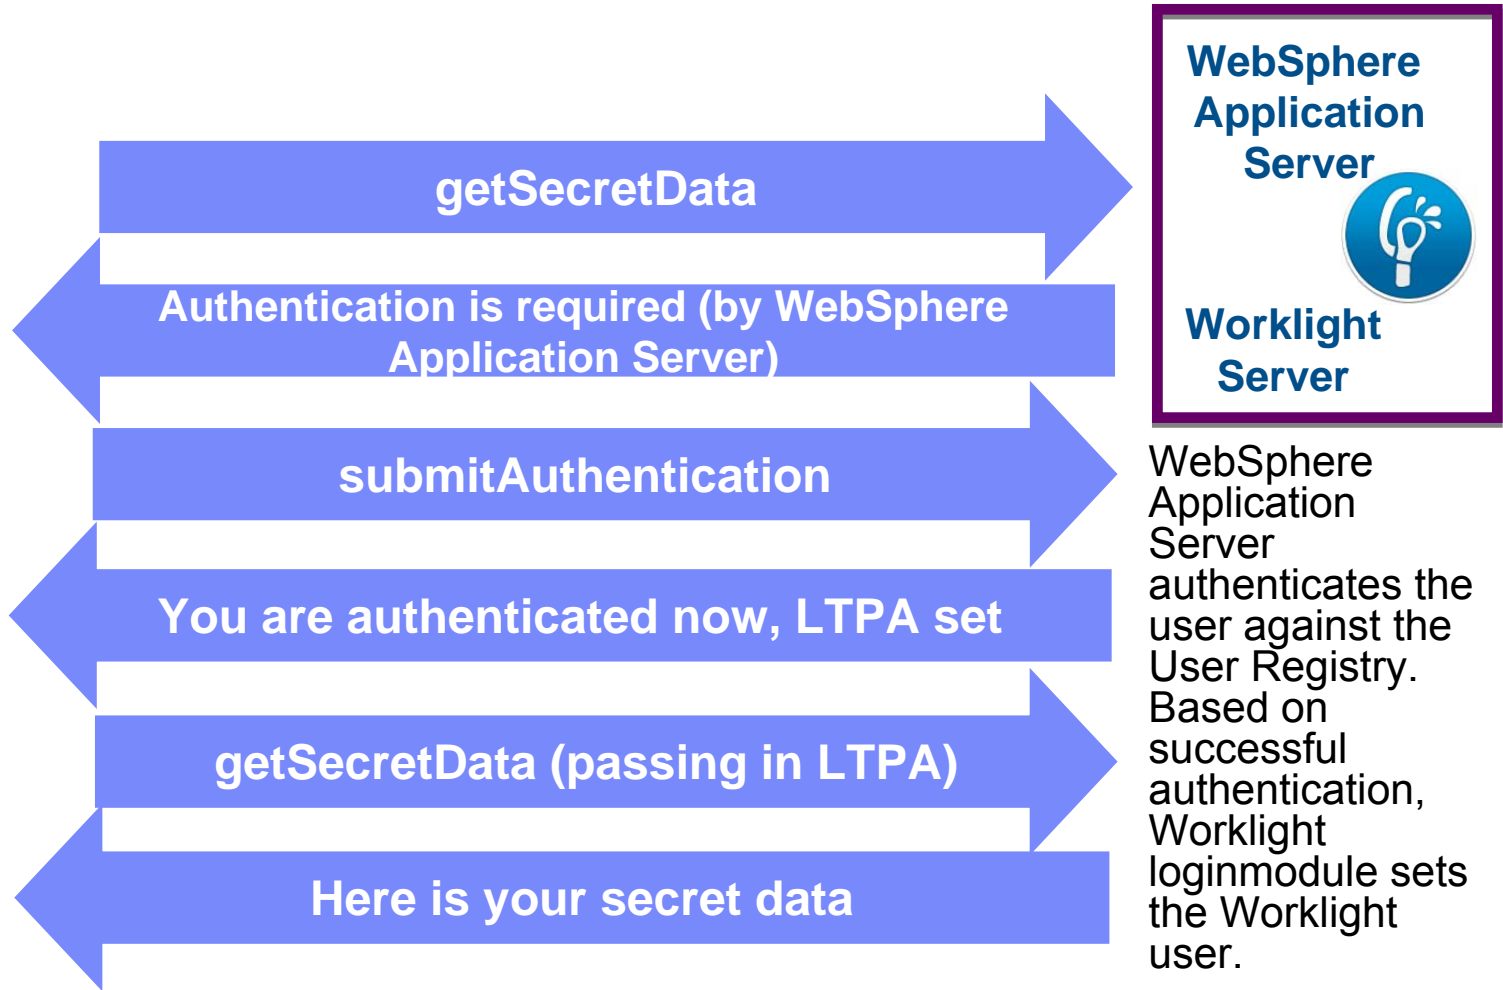 WebSphere
Application
Server
Worklight
Server
getSecretData
Authentication is required (by WebSphere
Application Server)
submitAuthentication
You are authenticated now, LTPA set
getSecretData (passing in LTPA)
Here is your secret data
WebSphere
Application
Server
authenticates the
user against the
User Registry.
Based on
successful
authentication,
Worklight
loginmodule sets
the Worklight
user.